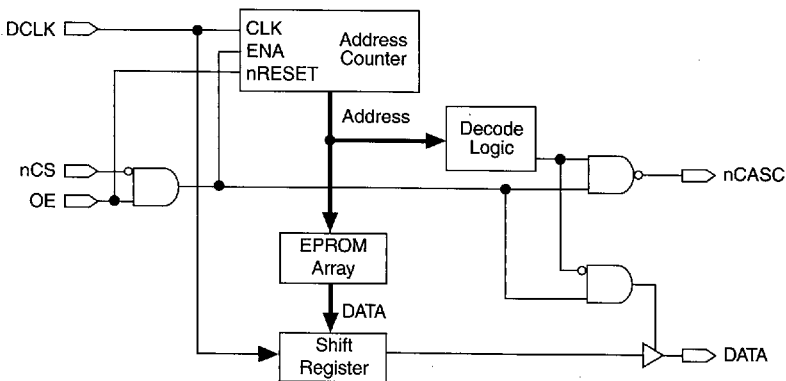 DCLK
CLK
ENA
nRESET
Address
Counter
Address
Decode
Logic
nCS
OE
nCASC
EPROM
Array
DATA
Shift
Register
DATA